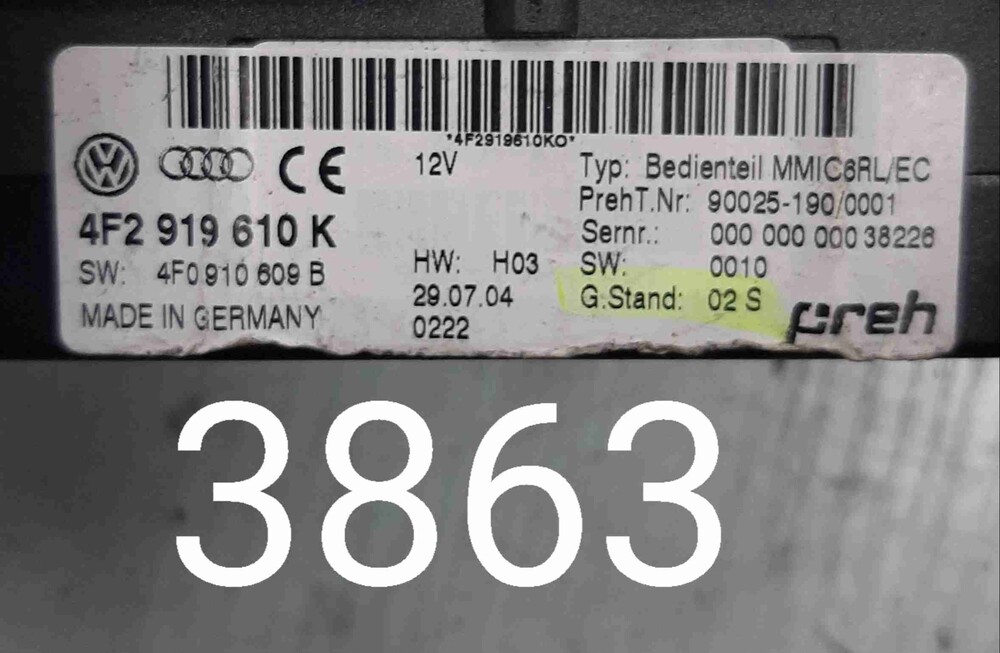 *4F2919610K0*
12V
Typ: Bedienteil MMIC6RL/EC
PrehT.Nr: 90025-190/0001
4F2 919 610 K
Sernr.: 000 000 000 38226
SW: 4F0 910 609 B
HW: H03
SW: 0010
29.07.04
G.Stand: 02 S
MADE IN GERMANY
0222
preh
3863